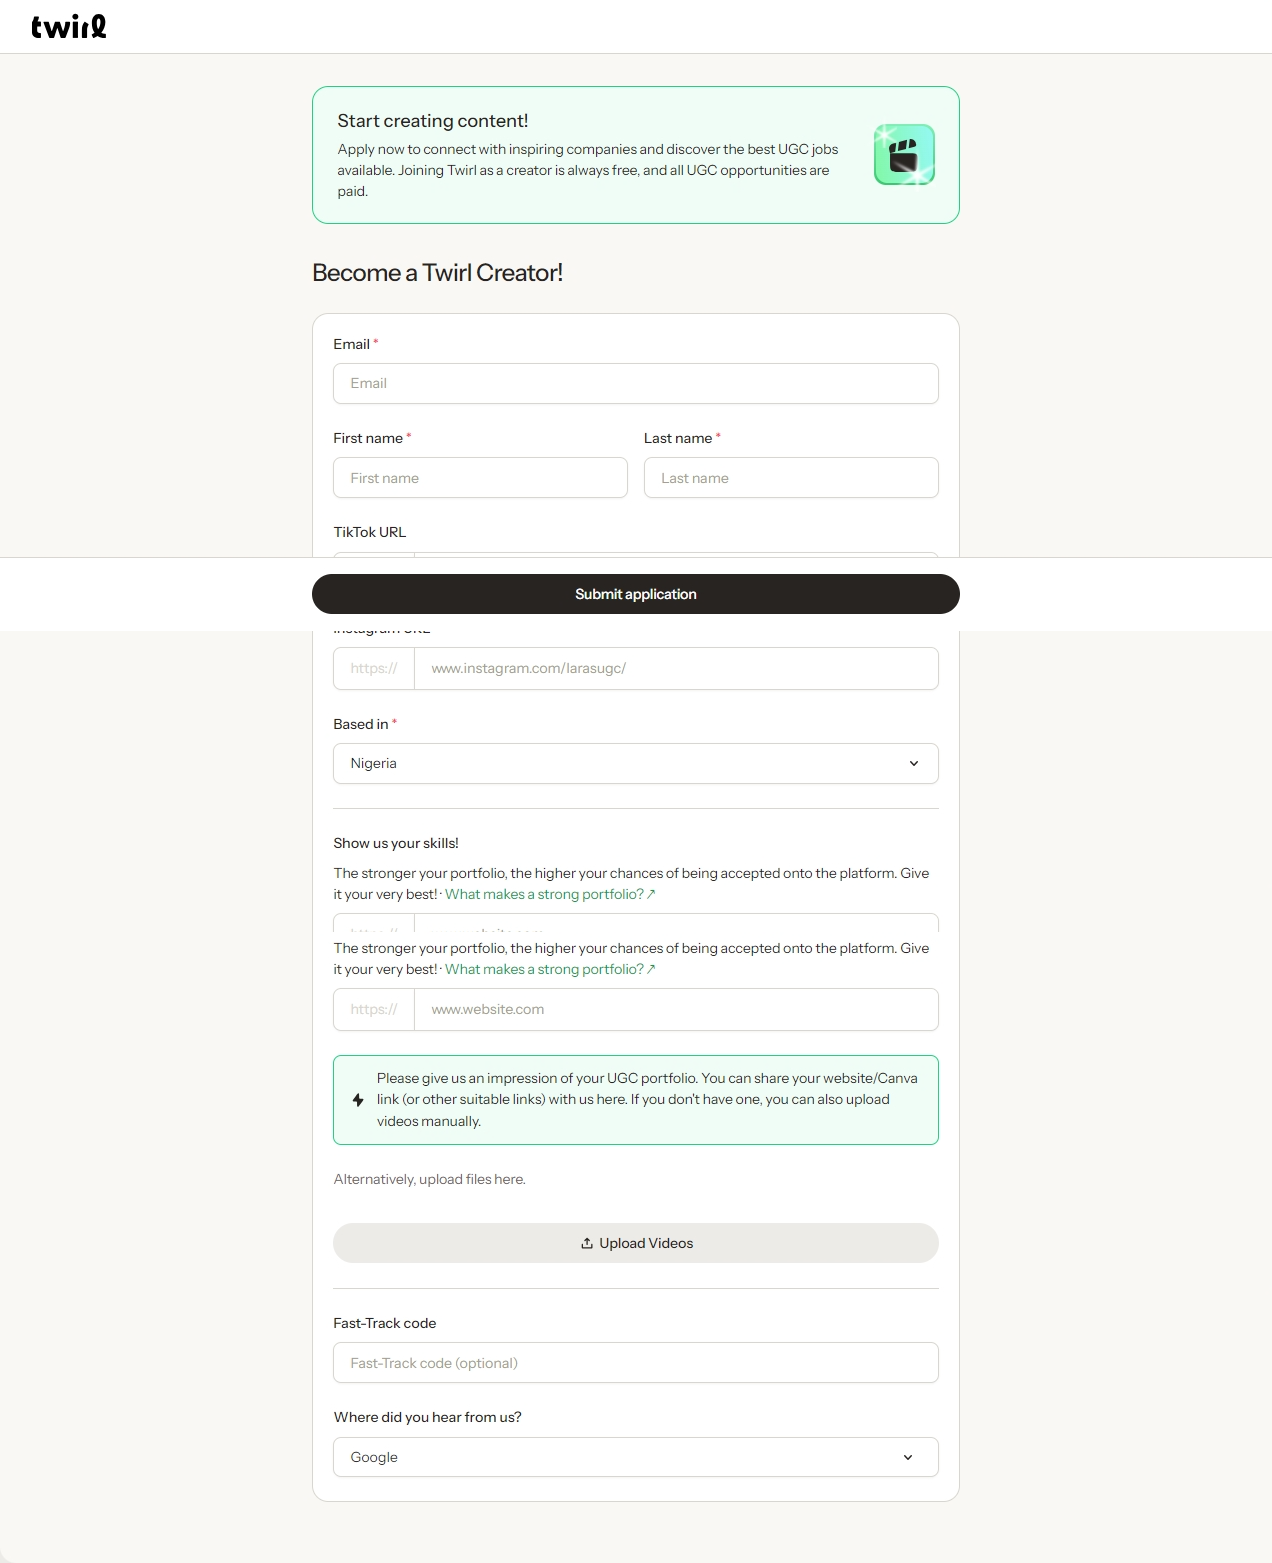 twirl
Start creating content!
Apply now to connect with inspiring companies and discover the best UGC jobs
available. Joining Twirl as a creator is always free, and all UGC opportunities are
paid.
Become a Twirl Creator!
Email *
Email
First name *
Last name *
First name
Last name
TikTok URL
Submit application
Instagram URL
https://
www.instagram.com/larasugc/
Based in *
Nigeria
Show us your skills!
The stronger your portfolio, the higher your chances of being accepted onto the platform. Give
it your very best! · What makes a strong portfolio? ↗
https://
www.website.com
The stronger your portfolio, the higher your chances of being accepted onto the platform. Give
it your very best! · What makes a strong portfolio? ↗
https://
www.website.com
Please give us an impression of your UGC portfolio. You can share your website/Canva
link (or other suitable links) with us here. If you don't have one, you can also upload
videos manually.
Alternatively, upload files here.
Upload Videos
Fast-Track code
Fast-Track code (optional)
Where did you hear from us?
Google